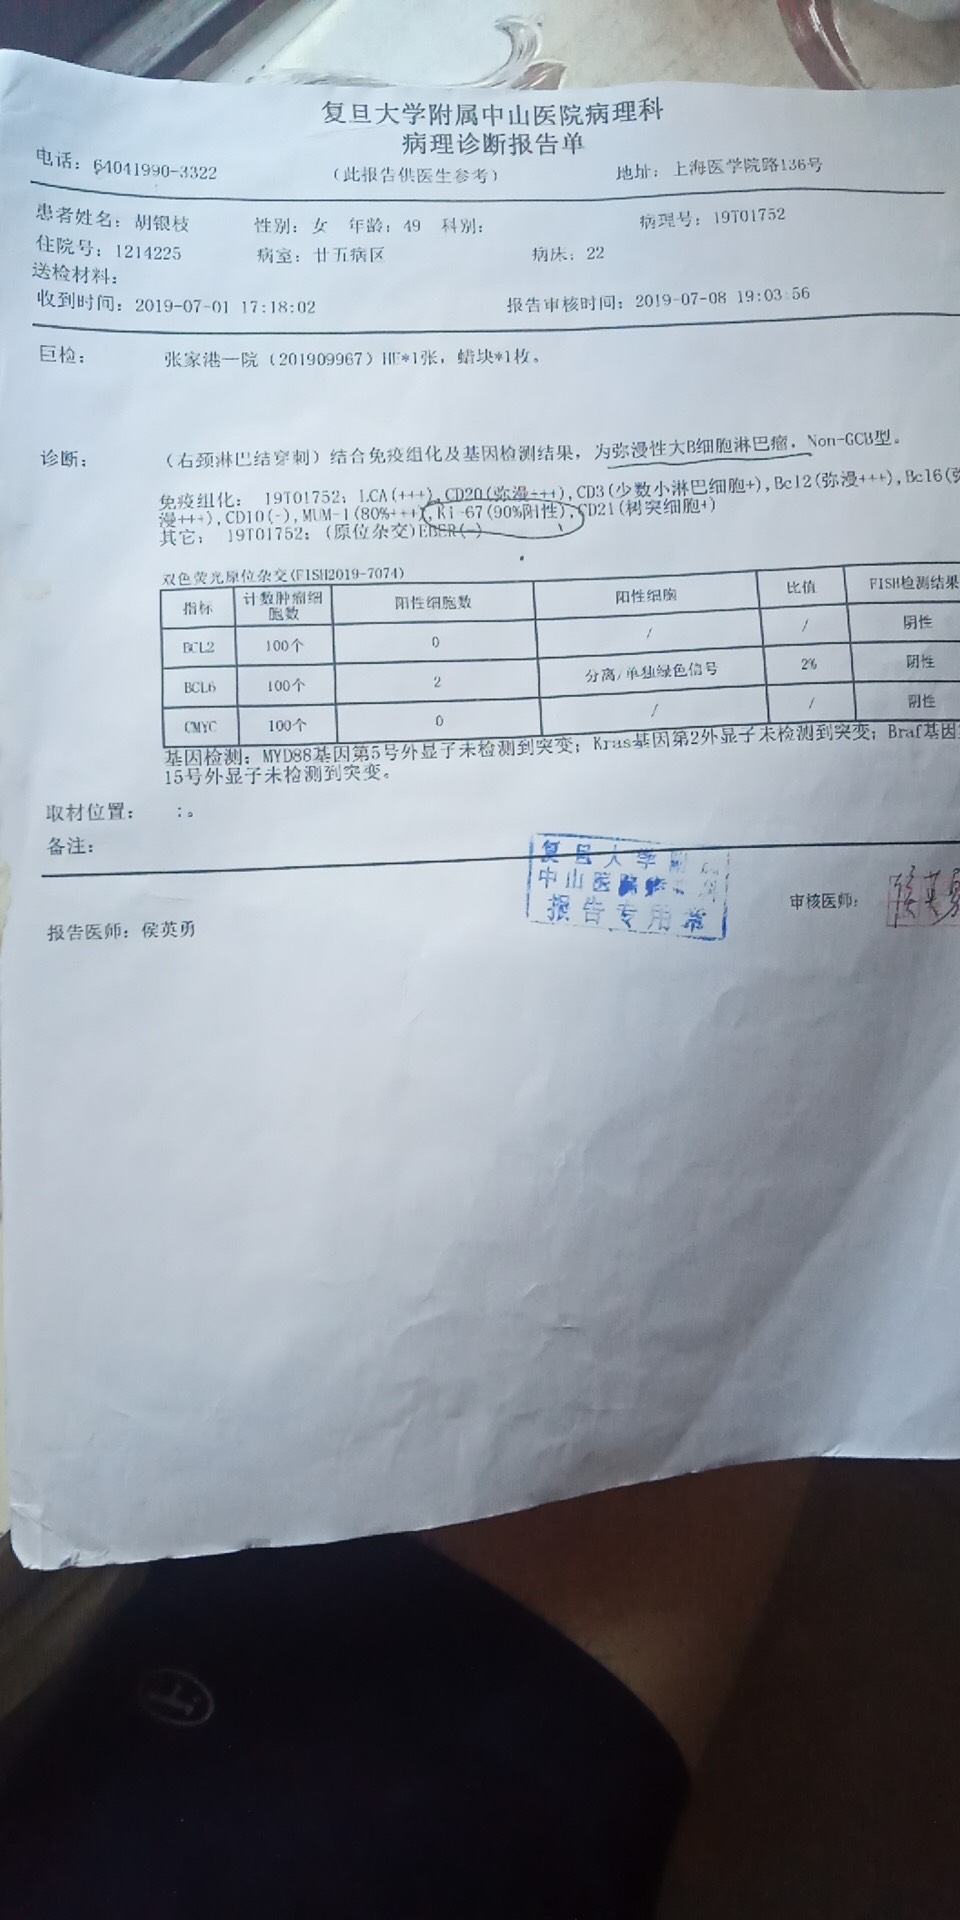 复旦大学附属中山医院病理科
病理诊断报告单
电话：64041990-3322 （此报告供医生参考） 地址：上海医学院路136号
患者姓名：胡银枝 性别：女 年龄：49 科别： 病理号：19T01752
住院号：1214225 病室：廿五病区 病床：22
送检材料：
收到时间：2019-07-01 17:18:02 报告审核时间：2019-07-08 19:03:56
巨检： 张家港一院（201909967）HE*1张，蜡块*1枚。
诊断： （右颈淋巴结穿刺）结合免疫组化及基因检测结果，为弥漫性大B细胞淋巴瘤，Non-GCB型。
免疫组化： 19T01752：LCA(+++),CD20(弥漫+++),CD3(少数小淋巴细胞+),Bcl2(弥漫+++),Bcl6(弥
漫+++),CD10(-),MUM-1(80%+++),Ki-67(90%阳性),CD21(树突细胞+)
其它： 19T01752：(原位杂交)EBER(-)
双色荧光原位杂交(FISH2019-7074)
指标 计数肿瘤细胞数 阳性细胞数 阳性细胞 比值 FISH检测结果
BCL2 100个 0 / / 阴性
BCL6 100个 2 分离/单独绿色信号 2% 阴性
CMYC 100个 0 / / 阴性
基因检测：MYD88基因第5号外显子未检测到突变；Kras基因第2外显子未检测到突变；Braf基因
15号外显子未检测到突变。
取材位置： ：。
备注：
复旦大学附
中山医院
报告专用章
审核医师：
报告医师：侯英勇